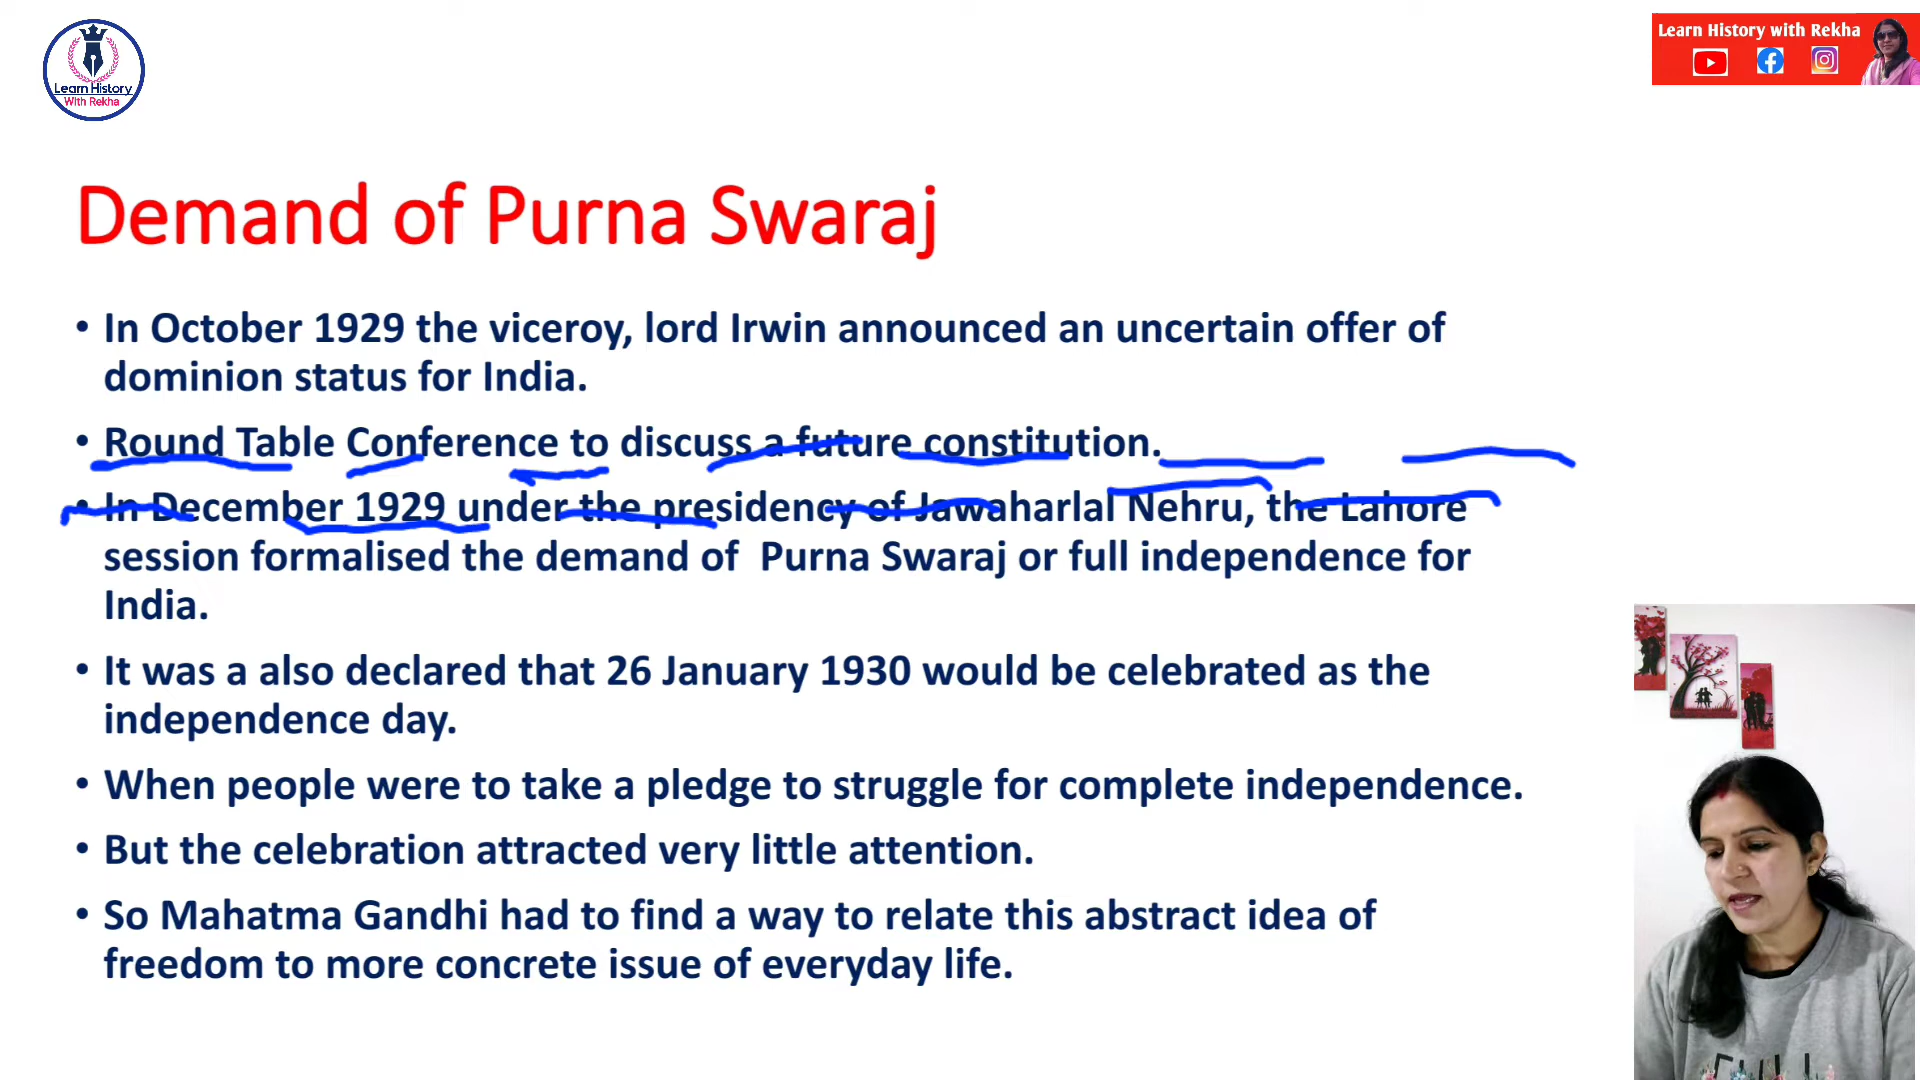 Learn History
With Rekha
Learn History with Rekha
Demand of Purna Swaraj
• In October 1929 the viceroy, lord Irwin announced an uncertain offer of
dominion status for India.
• Round Table Conference to discuss a future constitution.
• In December 1929 under the presidency of Jawaharlal Nehru, the Lahore
session formalised the demand of Purna Swaraj or full independence for
India.
• It was a also declared that 26 January 1930 would be celebrated as the
independence day.
• When people were to take a pledge to struggle for complete independence.
• But the celebration attracted very little attention.
• So Mahatma Gandhi had to find a way to relate this abstract idea of
freedom to more concrete issue of everyday life.